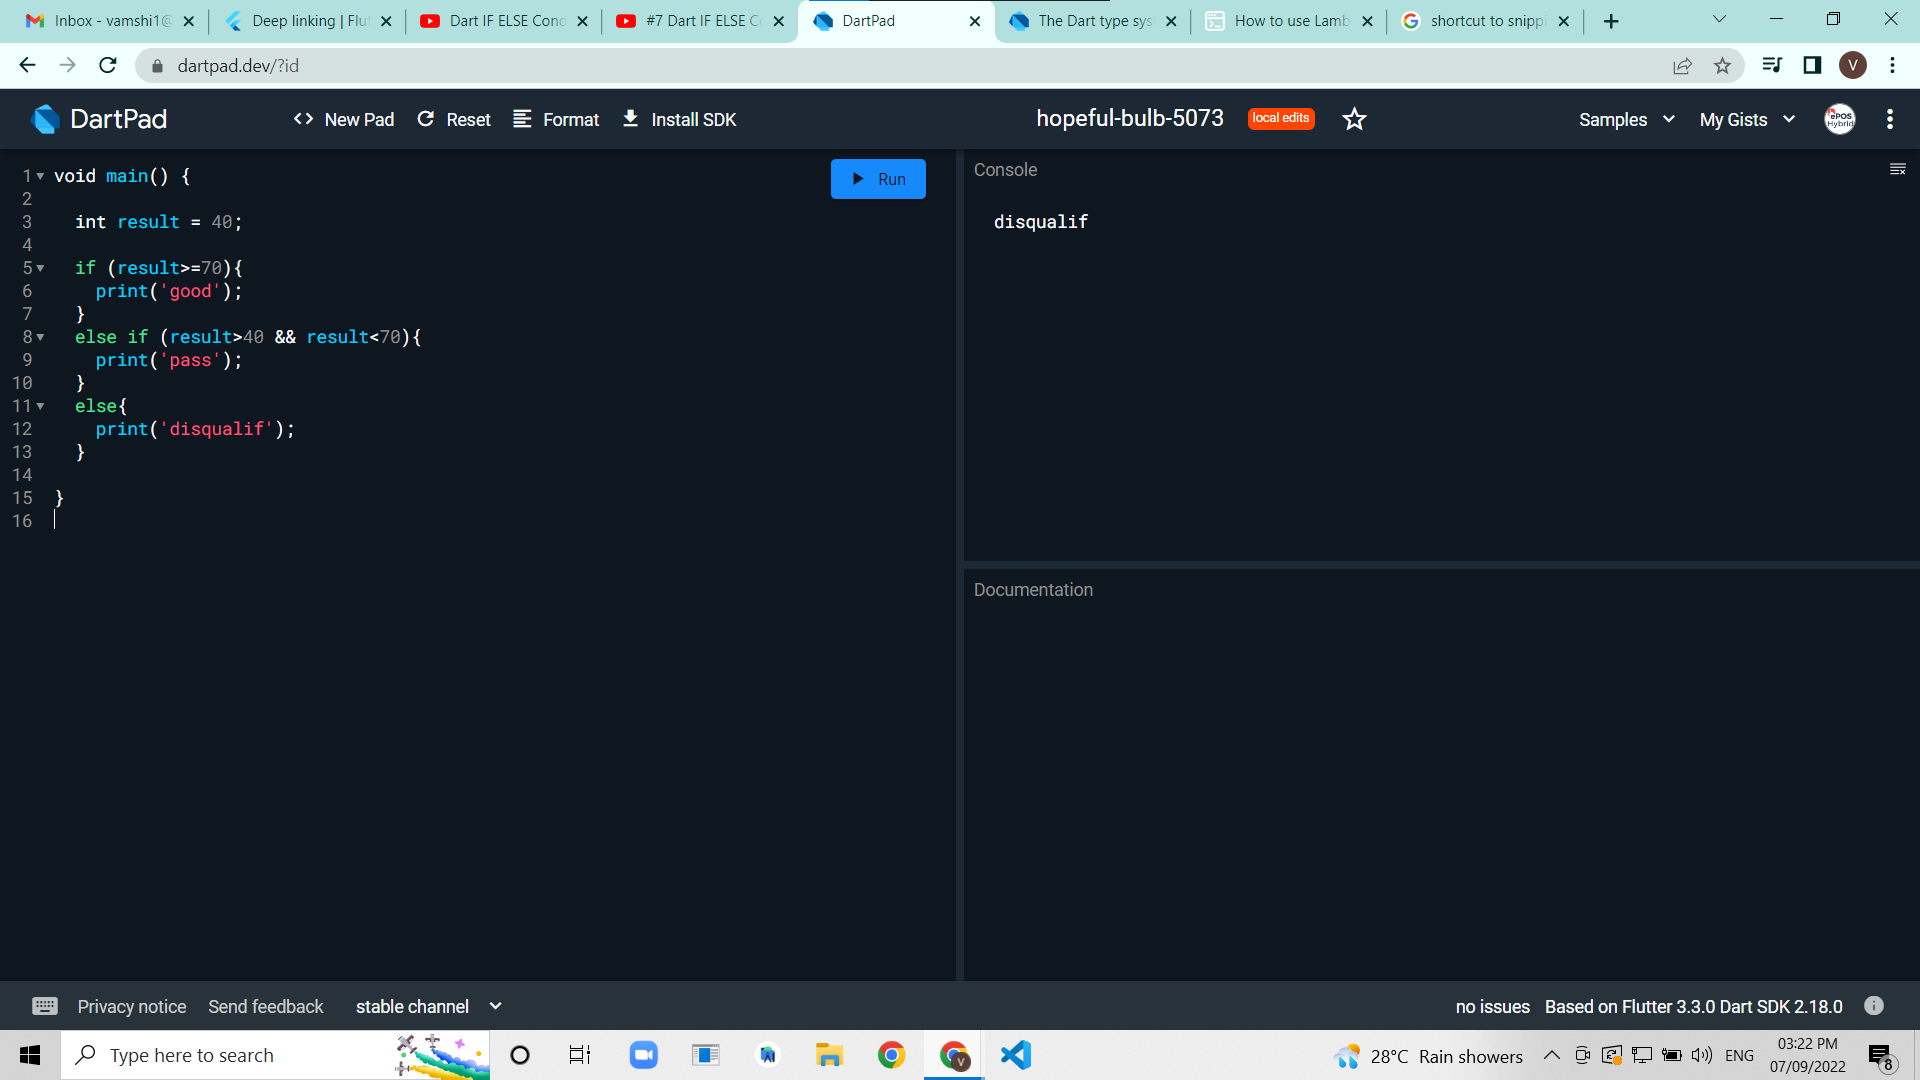 Inbox - vamshi1@
Deep linking | Flut
Dart IF ELSE Cond
#7 Dart IF ELSE C
DartPad
The Dart type sys
How to use Lamb
shortcut to snippi
dartpad.dev/?id
V
DartPad
New Pad
Reset
Format
Install SDK
hopeful-bulb-5073
local edits
Samples
My Gists
ePOS
Hybrid
1 void main() {
2
3 int result = 40;
4
5 if (result>=70){
6 print('good');
7 }
8 else if (result>40 && result<70){
9 print('pass');
10 }
11 else{
12 print('disqualif');
13 }
14
15 }
16
Run
Console
disqualif
Documentation
Privacy notice
Send feedback
stable channel
no issues
Based on Flutter 3.3.0 Dart SDK 2.18.0
Type here to search
V
28°C Rain showers
ENG
03:22 PM
07/09/2022
8